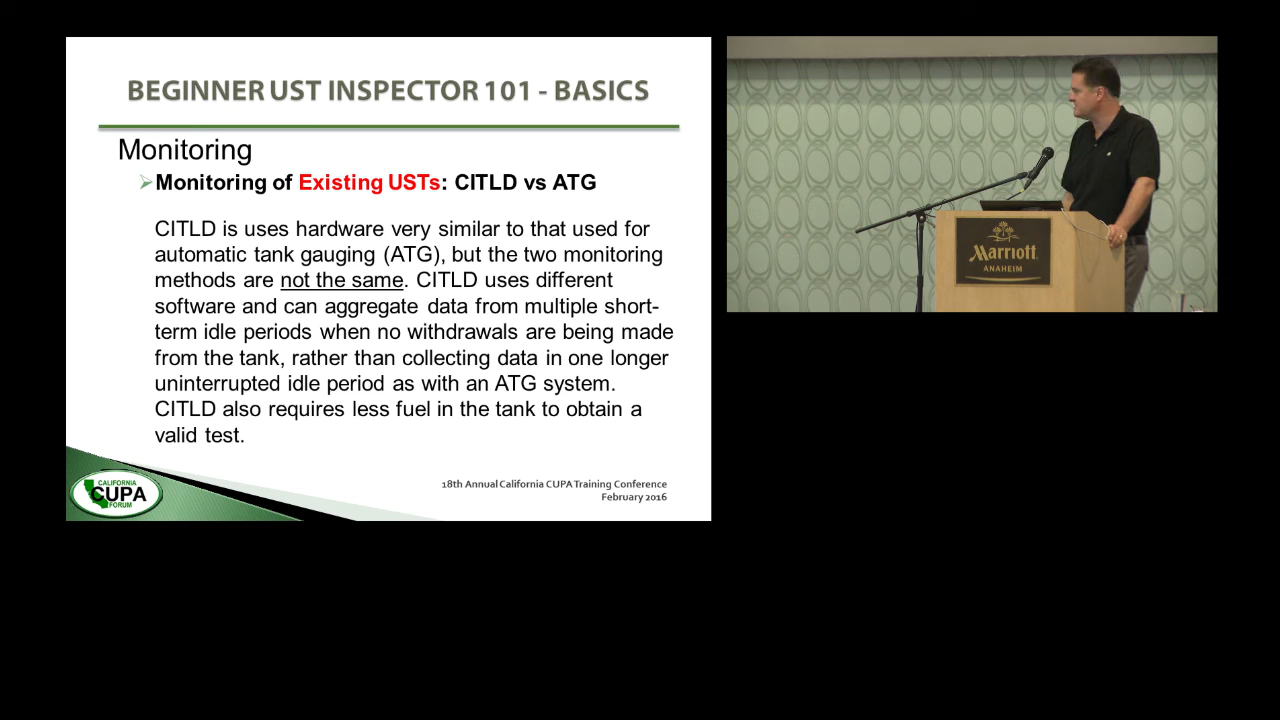 BEGINNER UST INSPECTOR 101 - BASICS
Monitoring
Monitoring of Existing USTs: CITLD vs ATG
CITLD is uses hardware very similar to that used for
automatic tank gauging (ATG), but the two monitoring
methods are not the same. CITLD uses different
software and can aggregate data from multiple short-
term idle periods when no withdrawals are being made
from the tank, rather than collecting data in one longer
uninterrupted idle period as with an ATG system.
CITLD also requires less fuel in the tank to obtain a
valid test.
CALIFORNIA
CUPA
FORUM
18th Annual California CUPA Training Conference
February 2016
Marriott
ANAHEIM